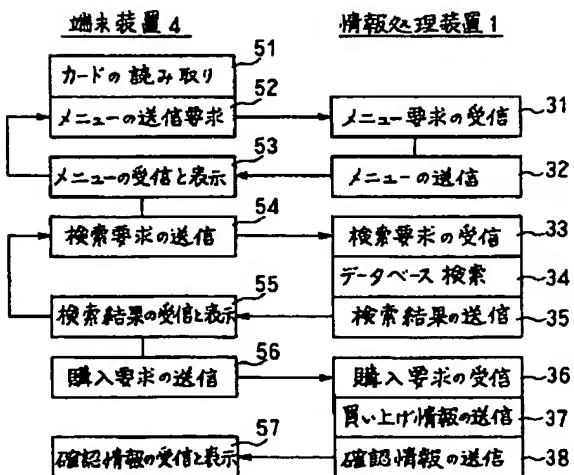 端末装置4
情報処理装置1
51
カードの読み取り
52
メニューの送信要求
メニュー要求の受信
31
53
メニューの受信と表示
メニューの送信
32
54
検索要求の送信
検索要求の受信
33
データベース検索
34
55
検索結果の受信と表示
検索結果の送信
35
56
購入要求の送信
購入要求の受信
36
買い上げ情報の送信
37
57
確認情報の受信と表示
確認情報の送信
38